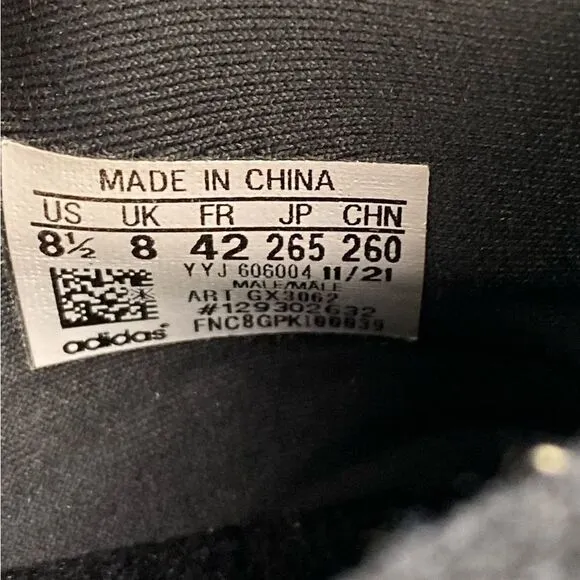 MADE IN CHINA
US UK FR JP CHN
8½ 8 42 265 260
YYJ 606004 11/21
MALE/MÂLE
ART GX3062
#129302632
FNC8GPK100039
adidas